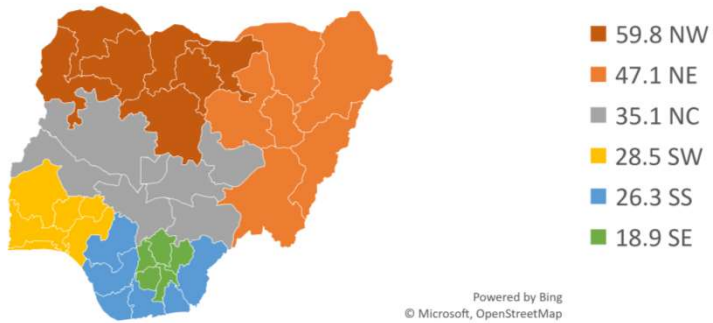 59.8 NW
47.1 NE
35.1 NC
28.5 SW
26.3 SS
18.9 SE
Powered by Bing
© Microsoft, OpenStreetMap